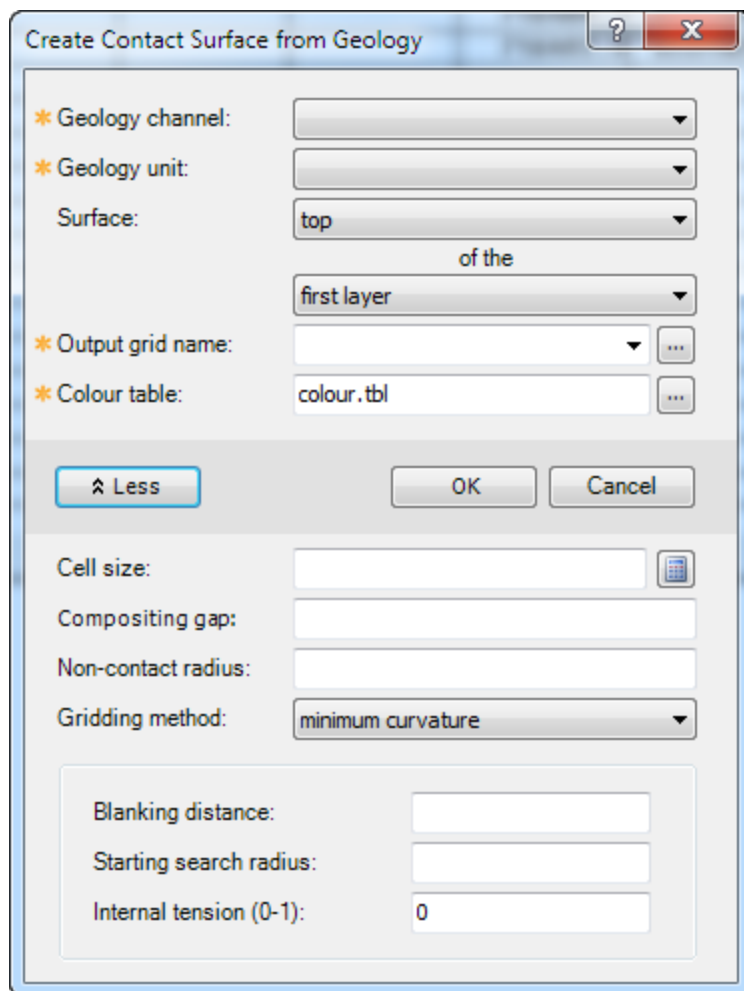 Create Contact Surface from Geology ?
* Geology channel:
* Geology unit:
Surface: top
of the
first layer
* Output grid name: ...
* Colour table: colour.tbl ...
Less OK Cancel
Cell size:
Compositing gap:
Non-contact radius:
Gridding method: minimum curvature
Blanking distance:
Starting search radius:
Internal tension (0-1): 0